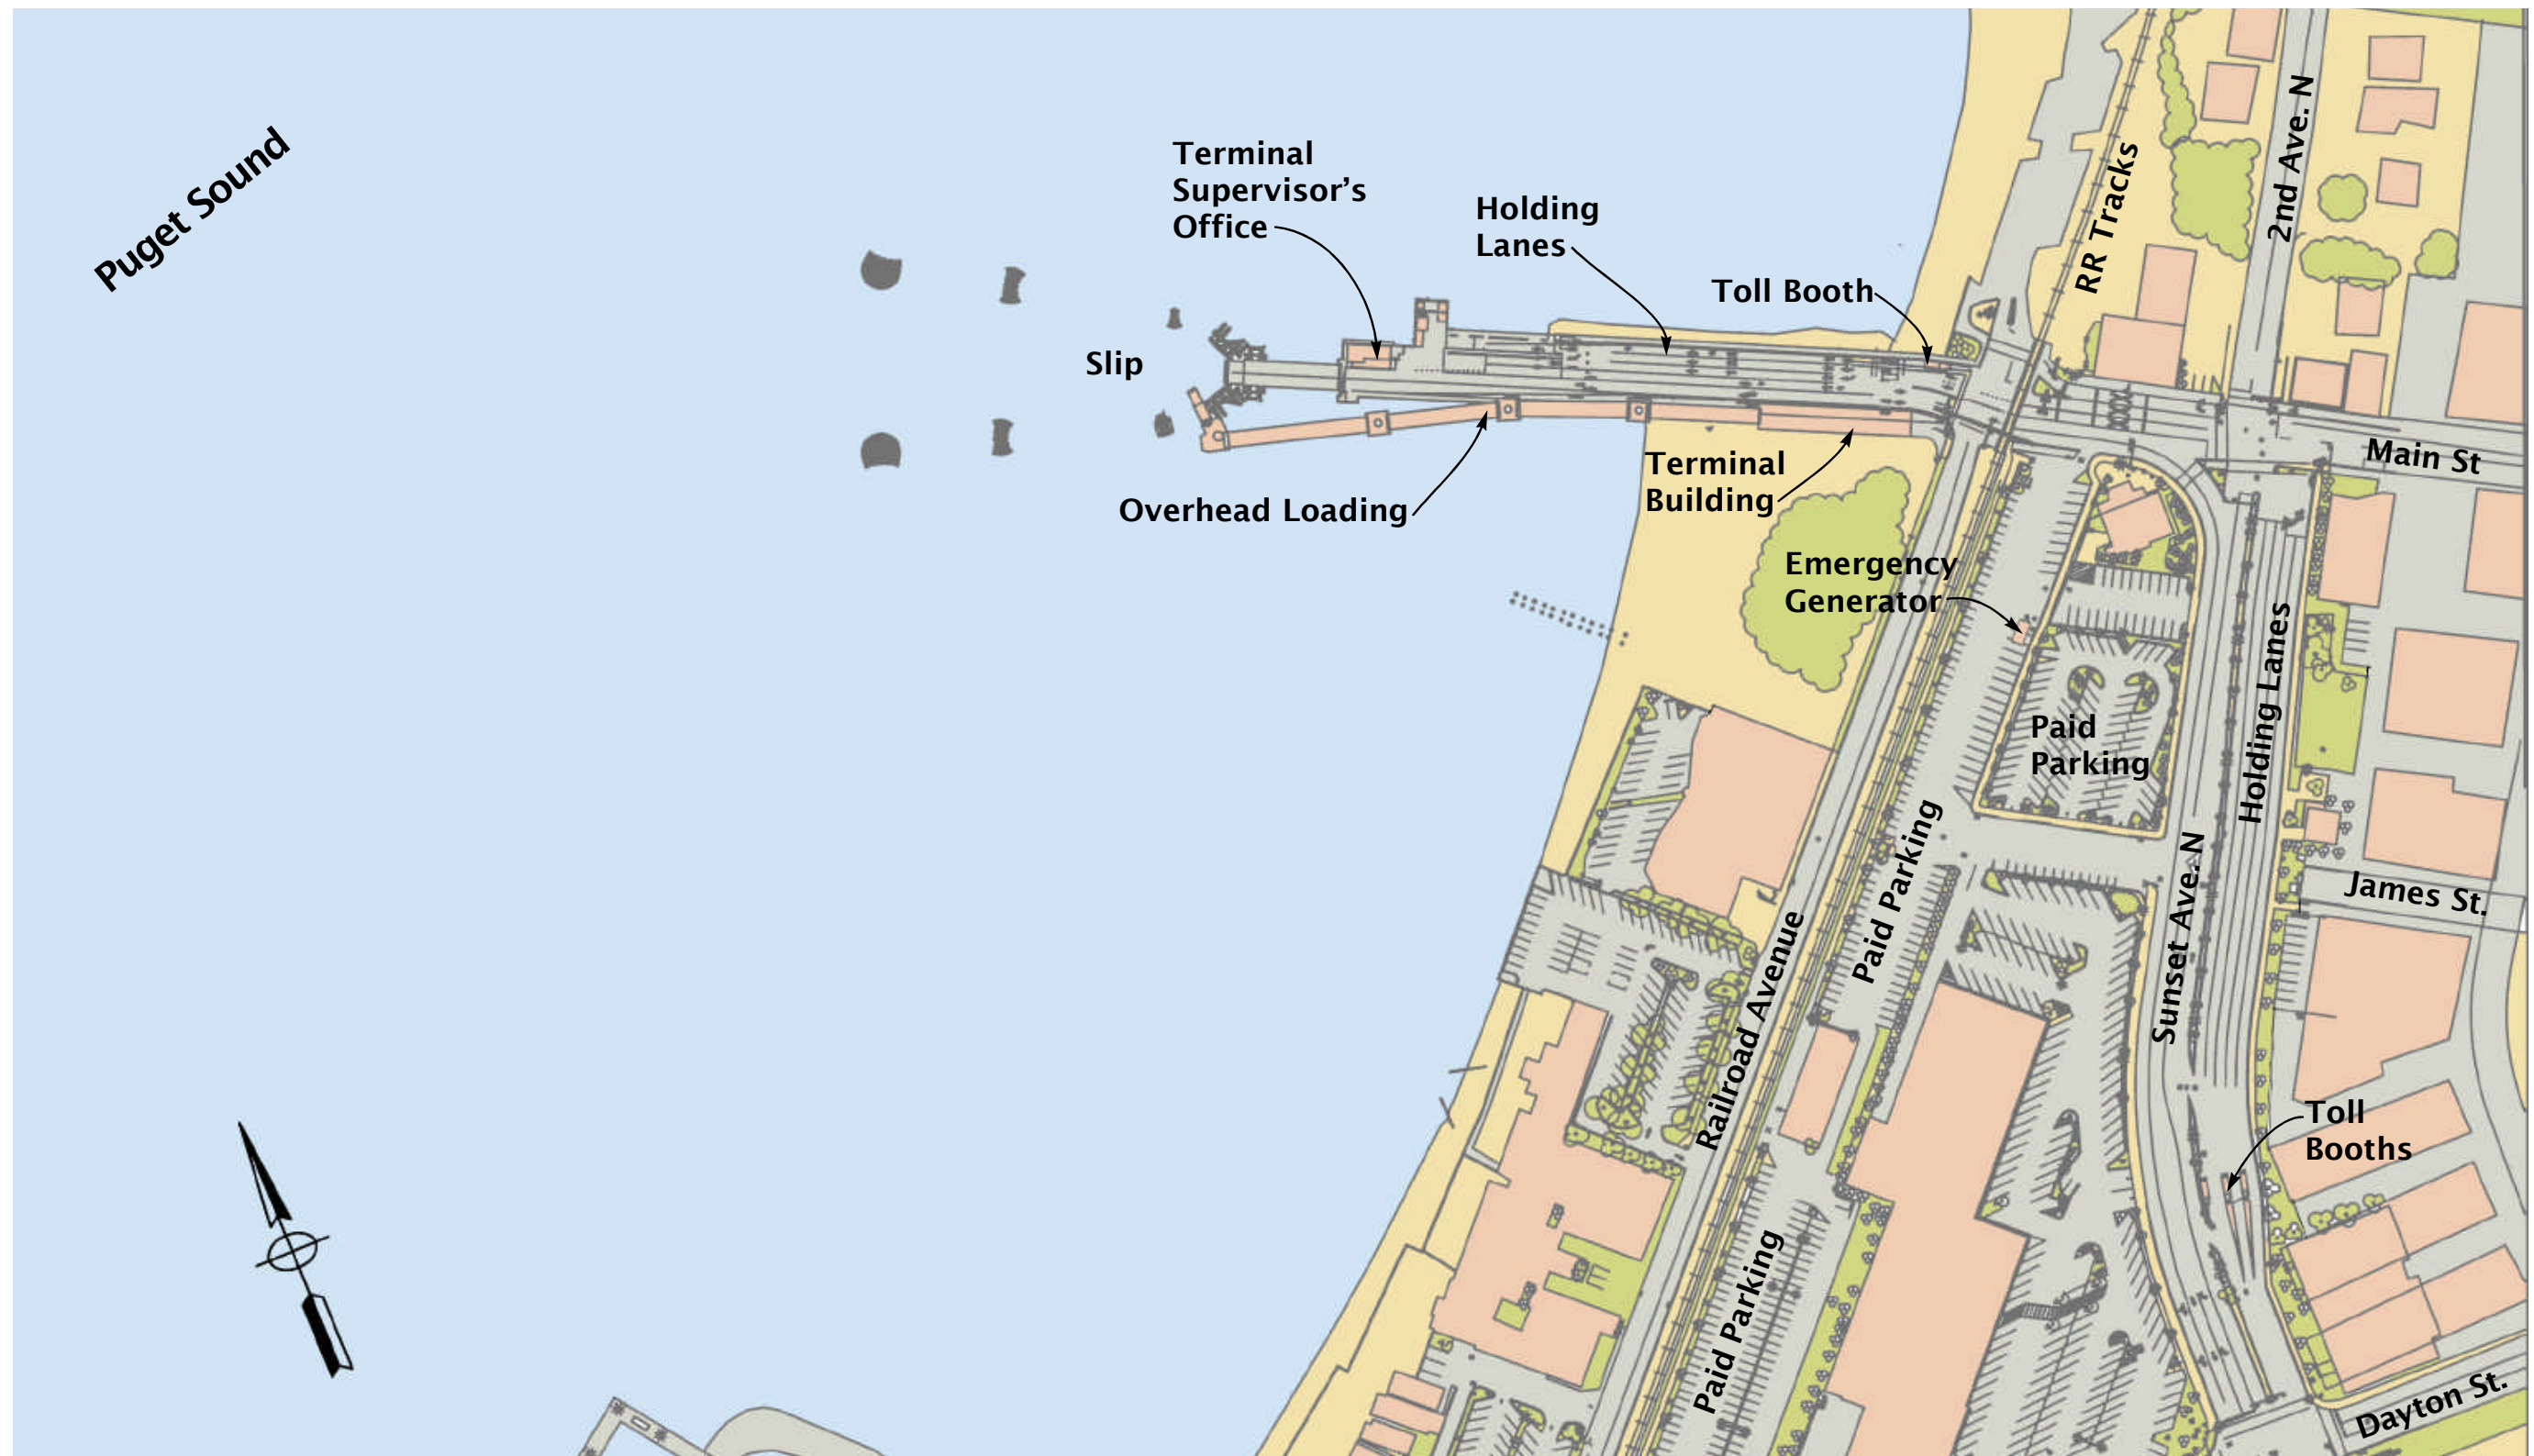 Puget Sound
Terminal
Supervisor's
Office
Holding
Lanes
Toll Booth
RR Tracks
2nd Ave. N
Slip
Main St
Overhead Loading
Terminal
Building
Emergency
Generator
Paid
Parking
Holding Lanes
James St.
Paid Parking
Sunset Ave. N
Railroad Avenue
Toll
Booths
Paid Parking
Dayton St.